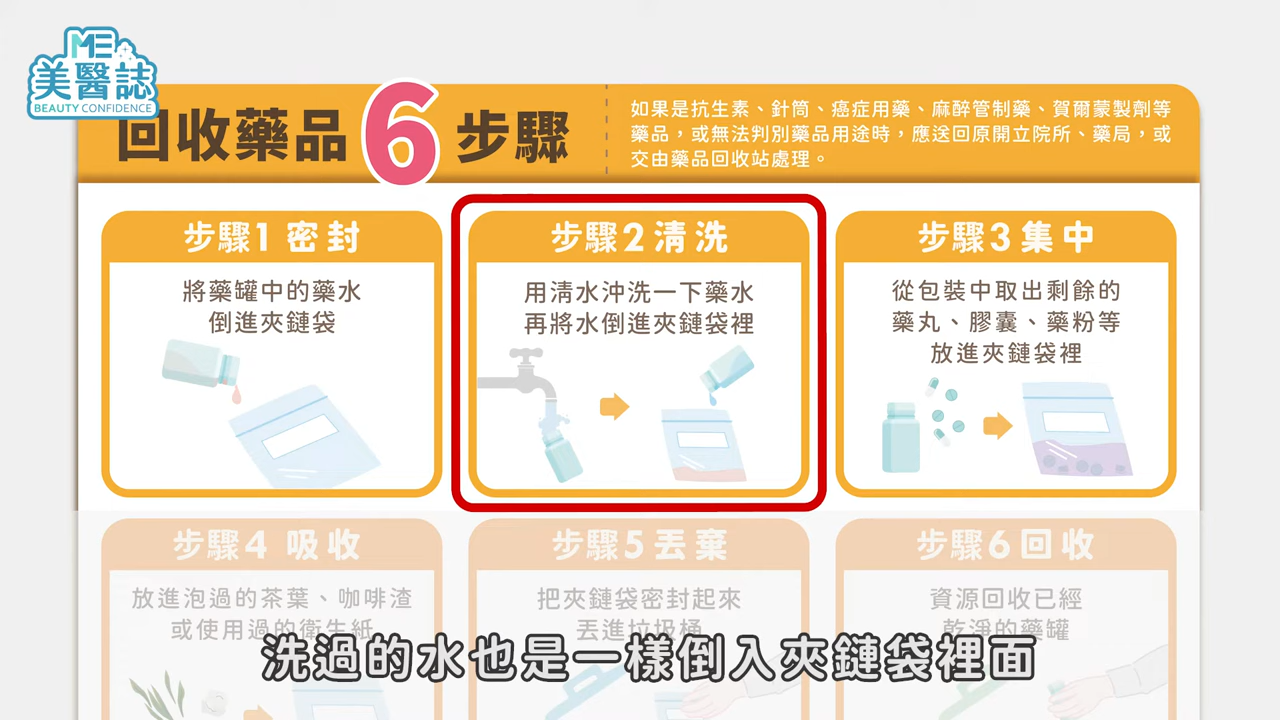 ME
美醫誌
BEAUTY CONFIDENCE
回收藥品6步驟
如果是抗生素、針筒、癌症用藥、麻醉管制藥、賀爾蒙製劑等
藥品，或無法判別藥品用途時，應送回原開立院所、藥局，或
交由藥品回收站處理。
步驟1密封
將藥罐中的藥水
倒進夾鏈袋
步驟2清洗
用清水沖洗一下藥水
再將水倒進夾鏈袋裡
步驟3集中
從包裝中取出剩餘的
藥丸、膠囊、藥粉等
放進夾鏈袋裡
步驟4 吸收
放進泡過的茶葉、咖啡渣
或使用過的衛生紙
步驟5丟棄
把夾鏈袋密封起來
丟進垃圾桶
步驟6回收
資源回收已經
乾淨的藥罐
洗過的水也是一樣倒入夾鏈袋裡面